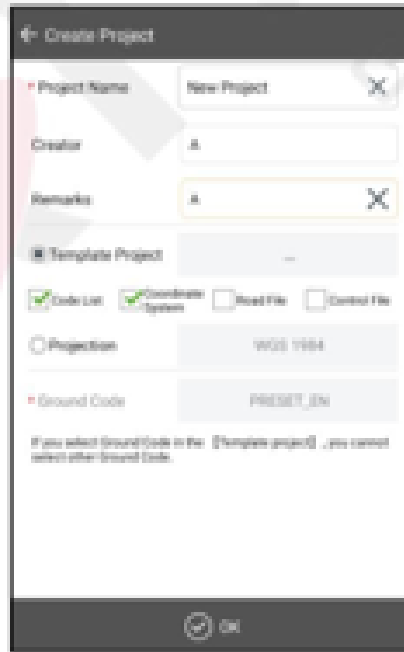 Create Project
* Project Name New Project
Creator A
Remarks A
Template Project ...
Code List Coordinate System Road File Control File
Projection WGS 1984
* Ground Code PRESET_EN
If you select Ground Code in the 【Template project】, you cannot
select other Ground Code.
OK